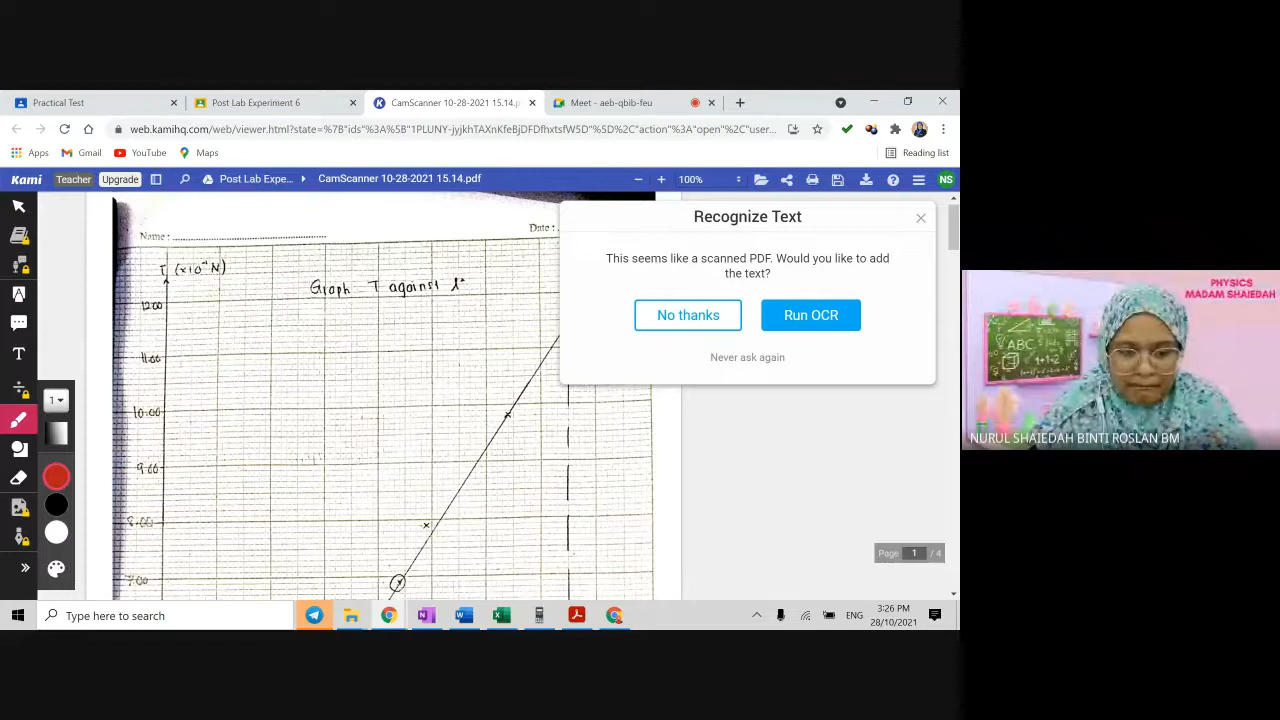 Practical Test
Post Lab Experiment 6
CamScanner 10-28-2021 15.14.p
Meet - aeb-qbib-feu
web.kamihq.com/web/viewer.html?state=%7B"ids"%3A%5B"1PLUNY-jyjkhTAXnKfeBjDFDfhxtsfW5D"%5D%2C"action"%3A"open"%2C"user...
Apps
Gmail
YouTube
Maps
Reading list
Kami
Teacher
Upgrade
Post Lab Expe...
CamScanner 10-28-2021 15.14.pdf
100%
NS
Name :
Date :
Recognize Text
This seems like a scanned PDF. Would you like to add
the text?
No thanks
Run OCR
Never ask again
Graph T against
12.00
11.00
10.00
9.00
8.00
7.00
1
Page 1 / 4
PHYSICS
MADAM SHAIEDAH
ABC
1+1=2
NURUL SHAIEDAH BINTI ROSLAN BM
Type here to search
ENG
3:26 PM
28/10/2021